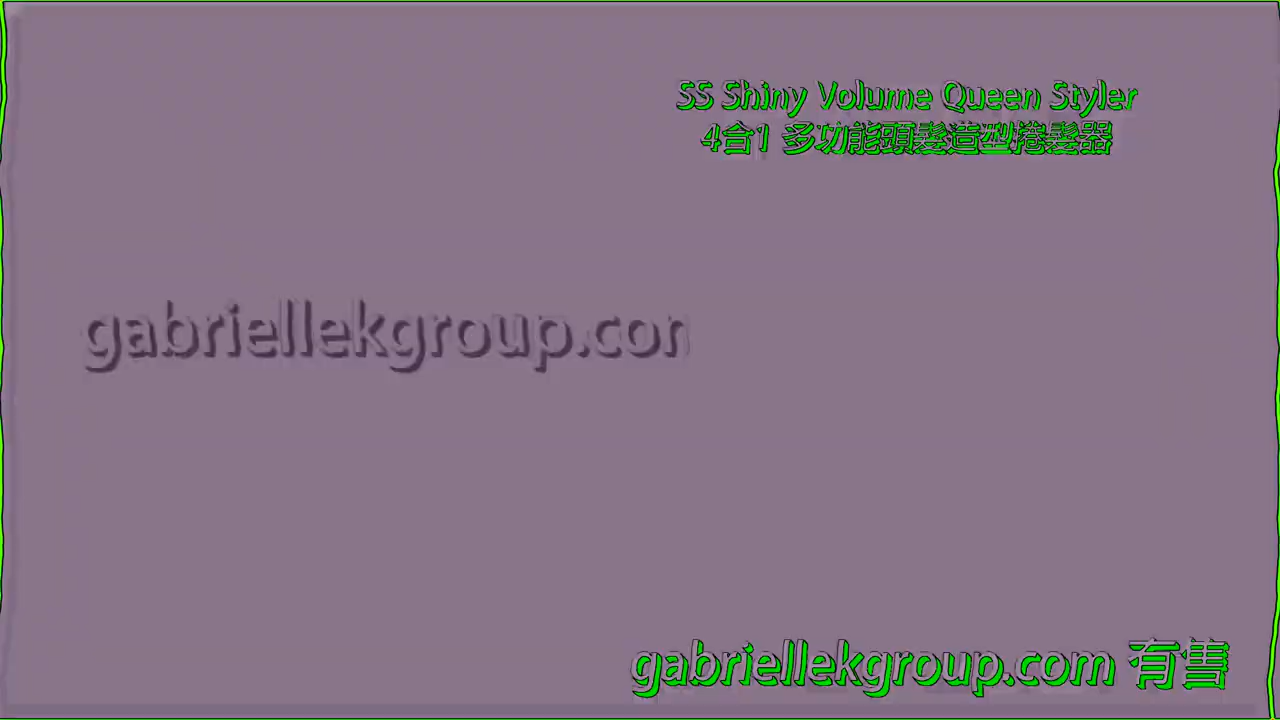 SS Shiny Volume Queen Styler
4合1 多功能頭髮造型捲髮器
gabriellekgroup.com
gabriellekgroup.com 有售